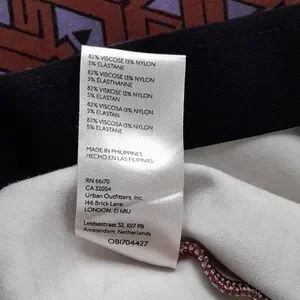 82% VISCOSE 13% NYLON
5% ELASTANE
82% VISCOSE 13% NYLON
5% ELASTHANNE
82% VISKOSE 13% NYLON
5% ELASTAN
82% VISCOSA 13% NYLON
5% ELASTAN
82% VISCOSA 13% NYLON
5% ELASTANE
MADE IN PHILIPPINES
HECHO EN LAS FILIPINAS
RN 66170
CA 32054
Urban Outfitters, Inc.
146 Brick Lane
LONDON, E1 6RU
Leidsestraat 32, 1017 PB
Amsterdam, Netherlands
OB1704427